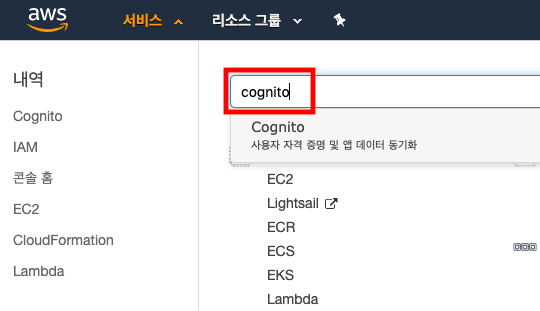 aws
서비스
리소스 그룹
내역
Cognito
IAM
콘솔 홈
EC2
CloudFormation
Lambda
cognito
Cognito
사용자 자격 증명 및 앱 데이터 동기화
EC2
Lightsail
ECR
ECS
EKS
Lambda